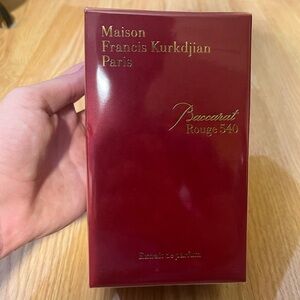 Maison
Francis Kurkdjian
Paris
Baccarat
Rouge 540
Extrait de parfum